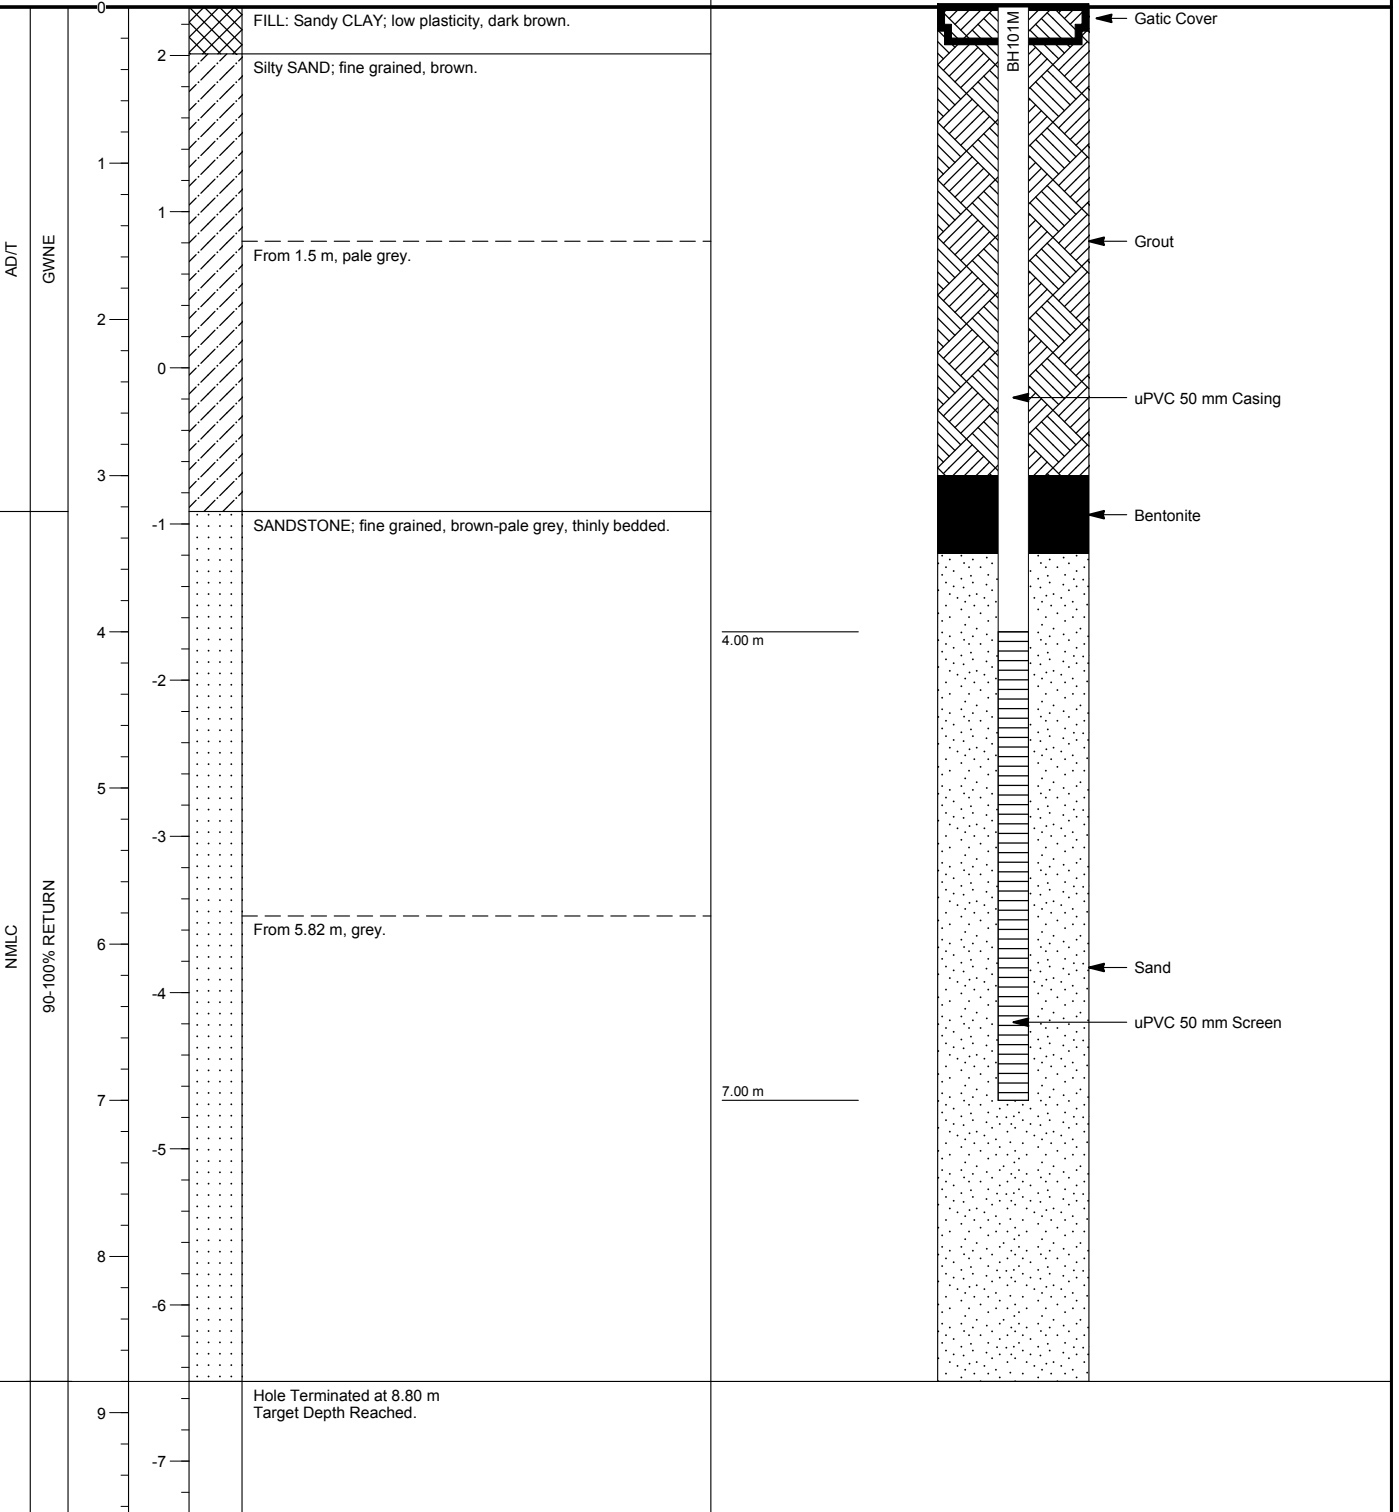 0
FILL: Sandy CLAY; low plasticity, dark brown.
BH101M
Gatic Cover
2
Silty SAND; fine grained, brown.
1
1
AD/T
GWNE
From 1.5 m, pale grey.
Grout
2
0
uPVC 50 mm Casing
3
-1
SANDSTONE; fine grained, brown-pale grey, thinly bedded.
Bentonite
4
4.00 m
-2
5
-3
NMLC
90-100% RETURN
From 5.82 m, grey.
6
Sand
-4
uPVC 50 mm Screen
7
7.00 m
-5
8
-6
Hole Terminated at 8.80 m
Target Depth Reached.
9
-7